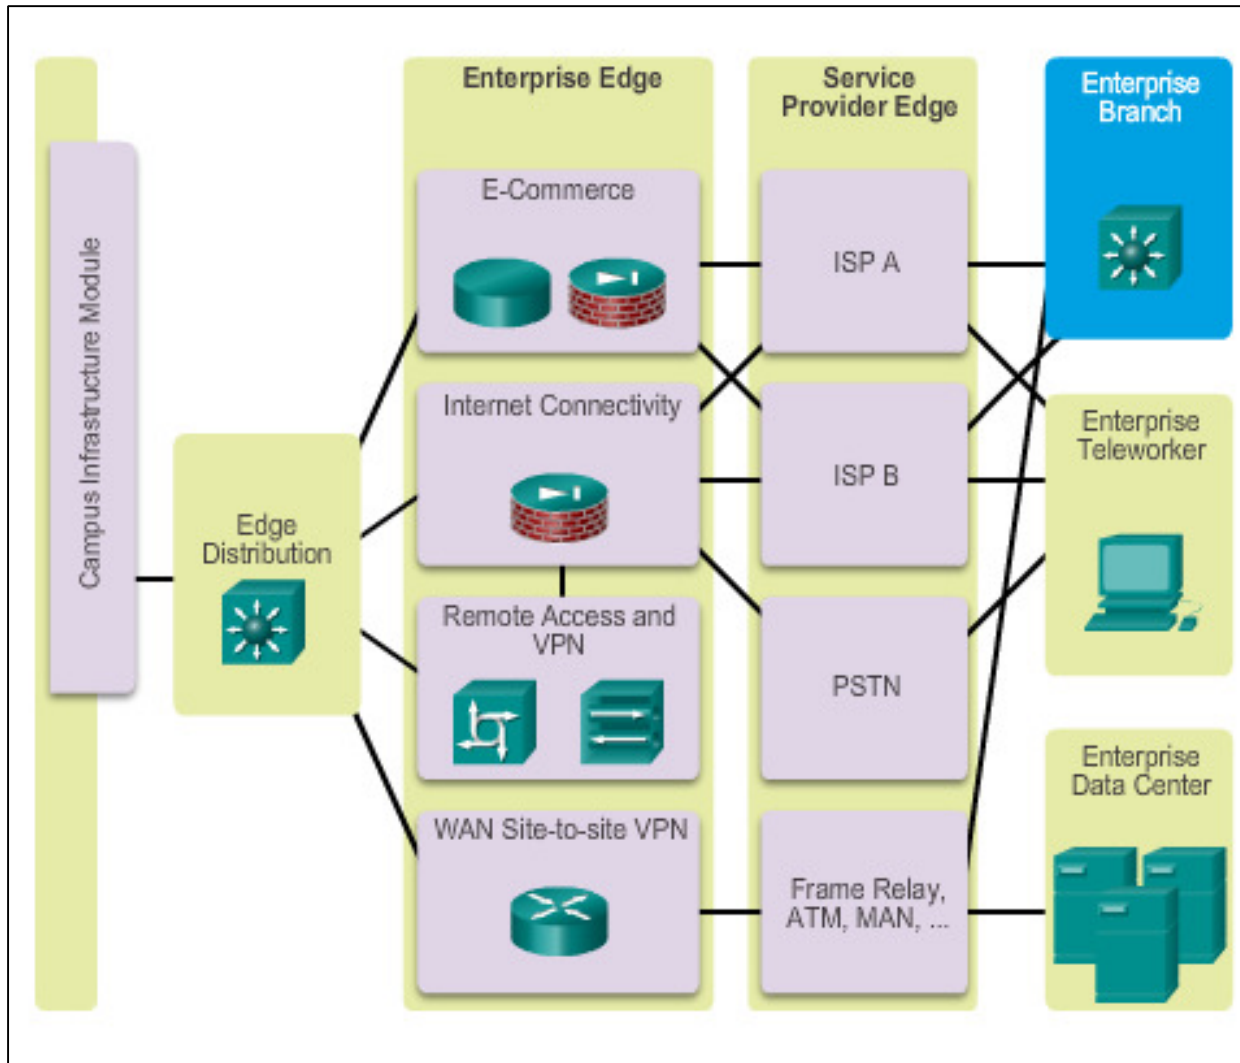 Campus Infrastructure Module
Edge
Distribution
Enterprise Edge
E-Commerce
Internet Connectivity
Remote Access and
VPN
WAN Site-to-site VPN
Service
Provider Edge
ISP A
ISP B
PSTN
Frame Relay,
ATM, MAN, ...
Enterprise
Branch
Enterprise
Teleworker
Enterprise
Data Center